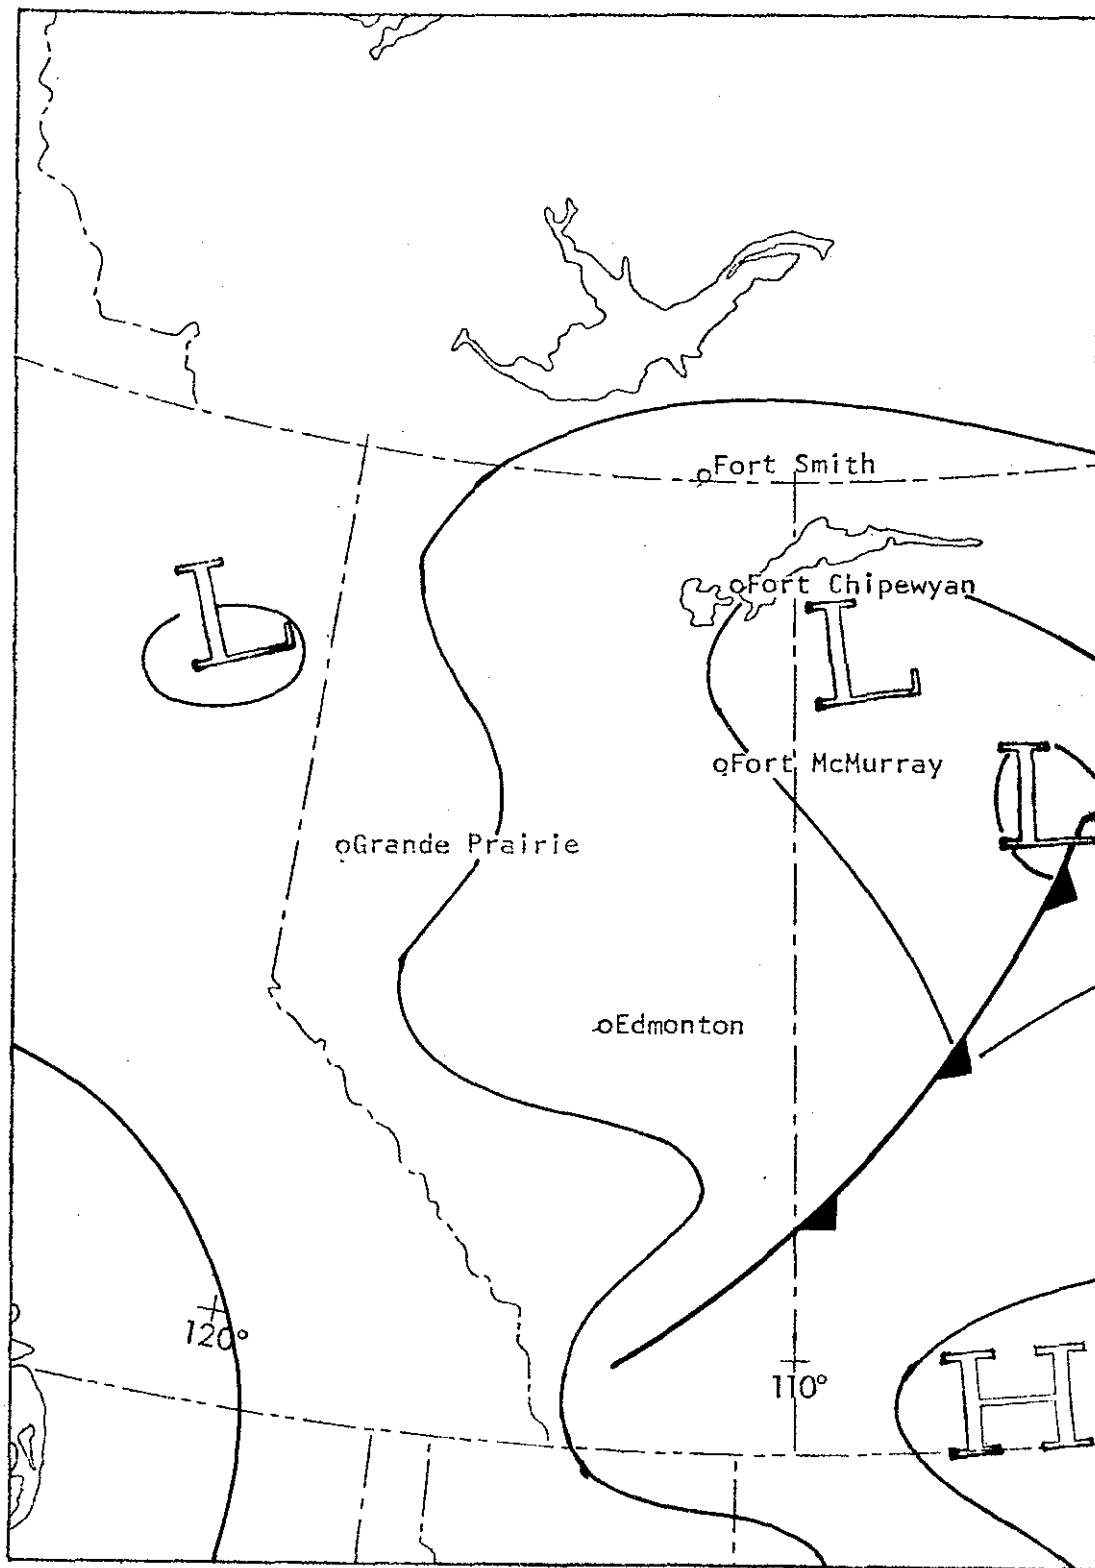 Fort Smith
Fort Chipewyan
L
L
Fort McMurray
L
Grande Prairie
Edmonton
120°
110°
H